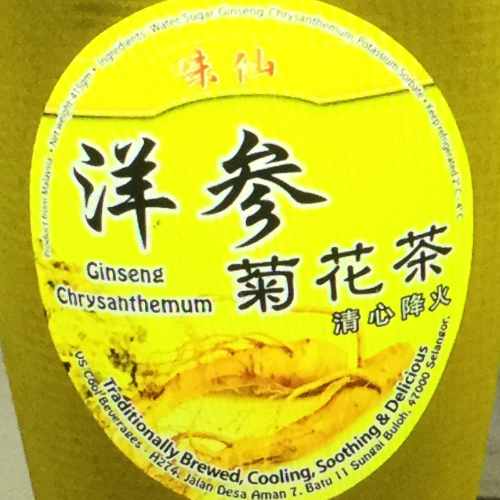 Product from Malaysia • Net weight 415gm • Ingredients: Water, Sugar, Ginseng, Chrysanthemum, Potassium Sorbate • Keep refrigerated 2°C-4°C
味仙
洋参
Ginseng
Chrysanthemum
菊花茶
清心降火
Traditionally Brewed, Cooling, Soothing & Delicious
US Cool Beverages . A274, Jalan Desa Aman 7, Batu 11 Sungai Buloh, 47000 Selangor.